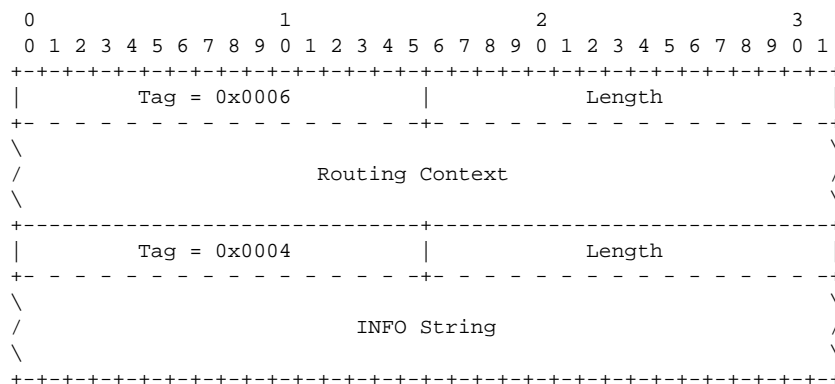 0                   1                   2                   3
 0 1 2 3 4 5 6 7 8 9 0 1 2 3 4 5 6 7 8 9 0 1 2 3 4 5 6 7 8 9 0 1
+-+-+-+-+-+-+-+-+-+-+-+-+-+-+-+-+-+-+-+-+-+-+-+-+-+-+-+-+-+-+-+-+
|         Tag = 0x0006          |            Length             |
+- - - - - - - - - - - - - - - -+- - - - - - - - - - - - - - - -+
\                                                               \
/                       Routing Context                         /
\                                                               \
+-------------------------------+-------------------------------+
|         Tag = 0x0004          |            Length             |
+- - - - - - - - - - - - - - - -+- - - - - - - - - - - - - - - -+
\                                                               \
/                          INFO String                          /
\                                                               \
+-+-+-+-+-+-+-+-+-+-+-+-+-+-+-+-+-+-+-+-+-+-+-+-+-+-+-+-+-+-+-+-+